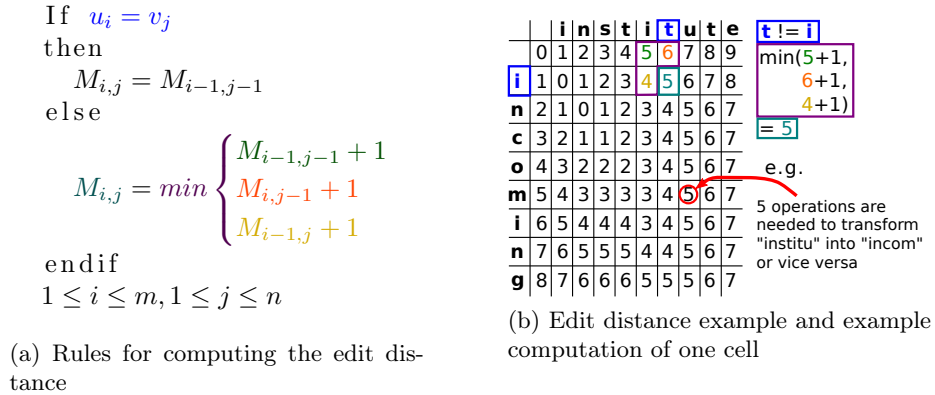 If u_i = v_j
then
M_{i,j} = M_{i-1,j-1}
else
M_{i,j} = min { M_{i-1,j-1} + 1
M_{i,j-1} + 1
M_{i-1,j} + 1
endif
1 ≤ i ≤ m, 1 ≤ j ≤ n
(a) Rules for computing the edit dis-
tance
i n s t i t u t e
0 1 2 3 4 5 6 7 8 9
i 1 0 1 2 3 4 5 6 7 8
n 2 1 0 1 2 3 4 5 6 7
c 3 2 1 1 2 3 4 5 6 7
o 4 3 2 2 2 3 4 5 6 7
m 5 4 3 3 3 3 4 5 6 7
i 6 5 4 4 4 3 4 5 6 7
n 7 6 5 5 5 4 4 5 6 7
g 8 7 6 6 6 5 5 5 6 7
t != i
min(5+1,
6+1,
4+1)
= 5
e.g.
5 operations are
needed to transform
"institu" into "incom"
or vice versa
(b) Edit distance example and example
computation of one cell